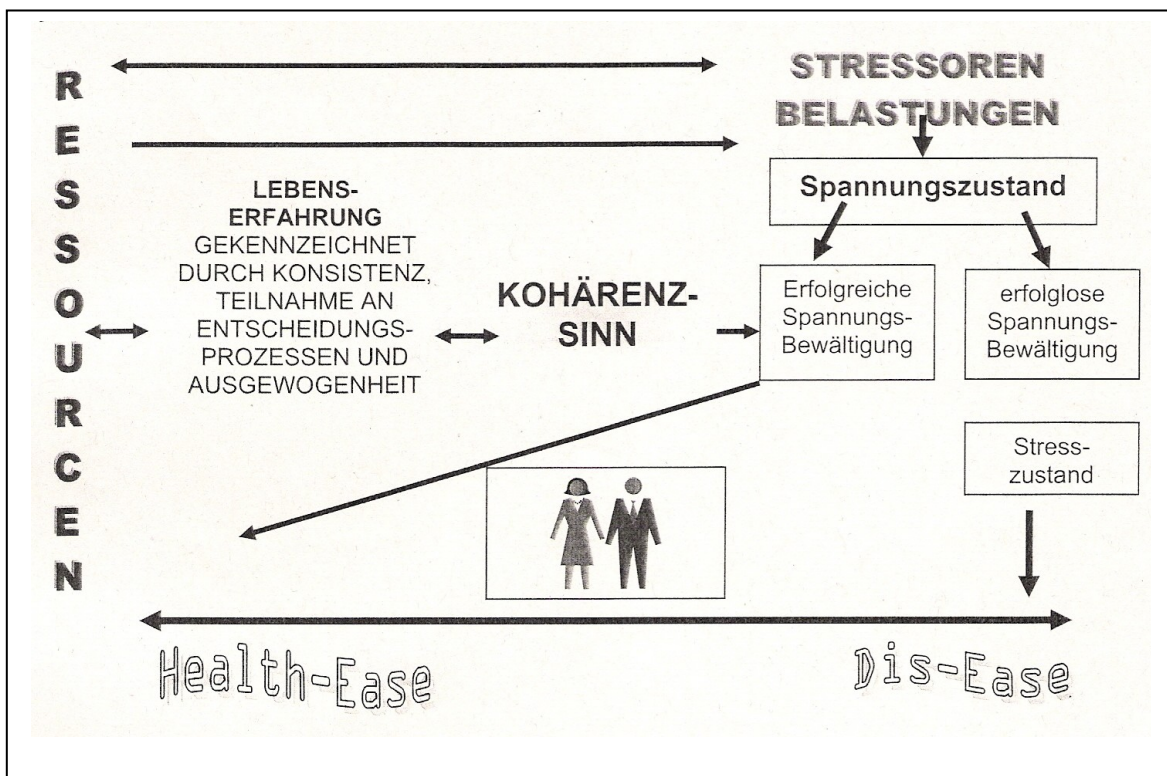 RESSOURCEN
STRESSOREN
BELASTUNGEN
Spannungszustand
LEBENS-
ERFAHRUNG
GEKENNZEICHNET
DURCH KONSISTENZ,
TEILNAHME AN
ENTSCHEIDUNGS-
PROZESSEN UND
AUSGEWOGENHEIT
KOHÄRENZ-
SINN
Erfolgreiche
Spannungs-
Bewältigung
erfolglose
Spannungs-
Bewältigung
Stress-
zustand
Health-Ease
Dis-Ease